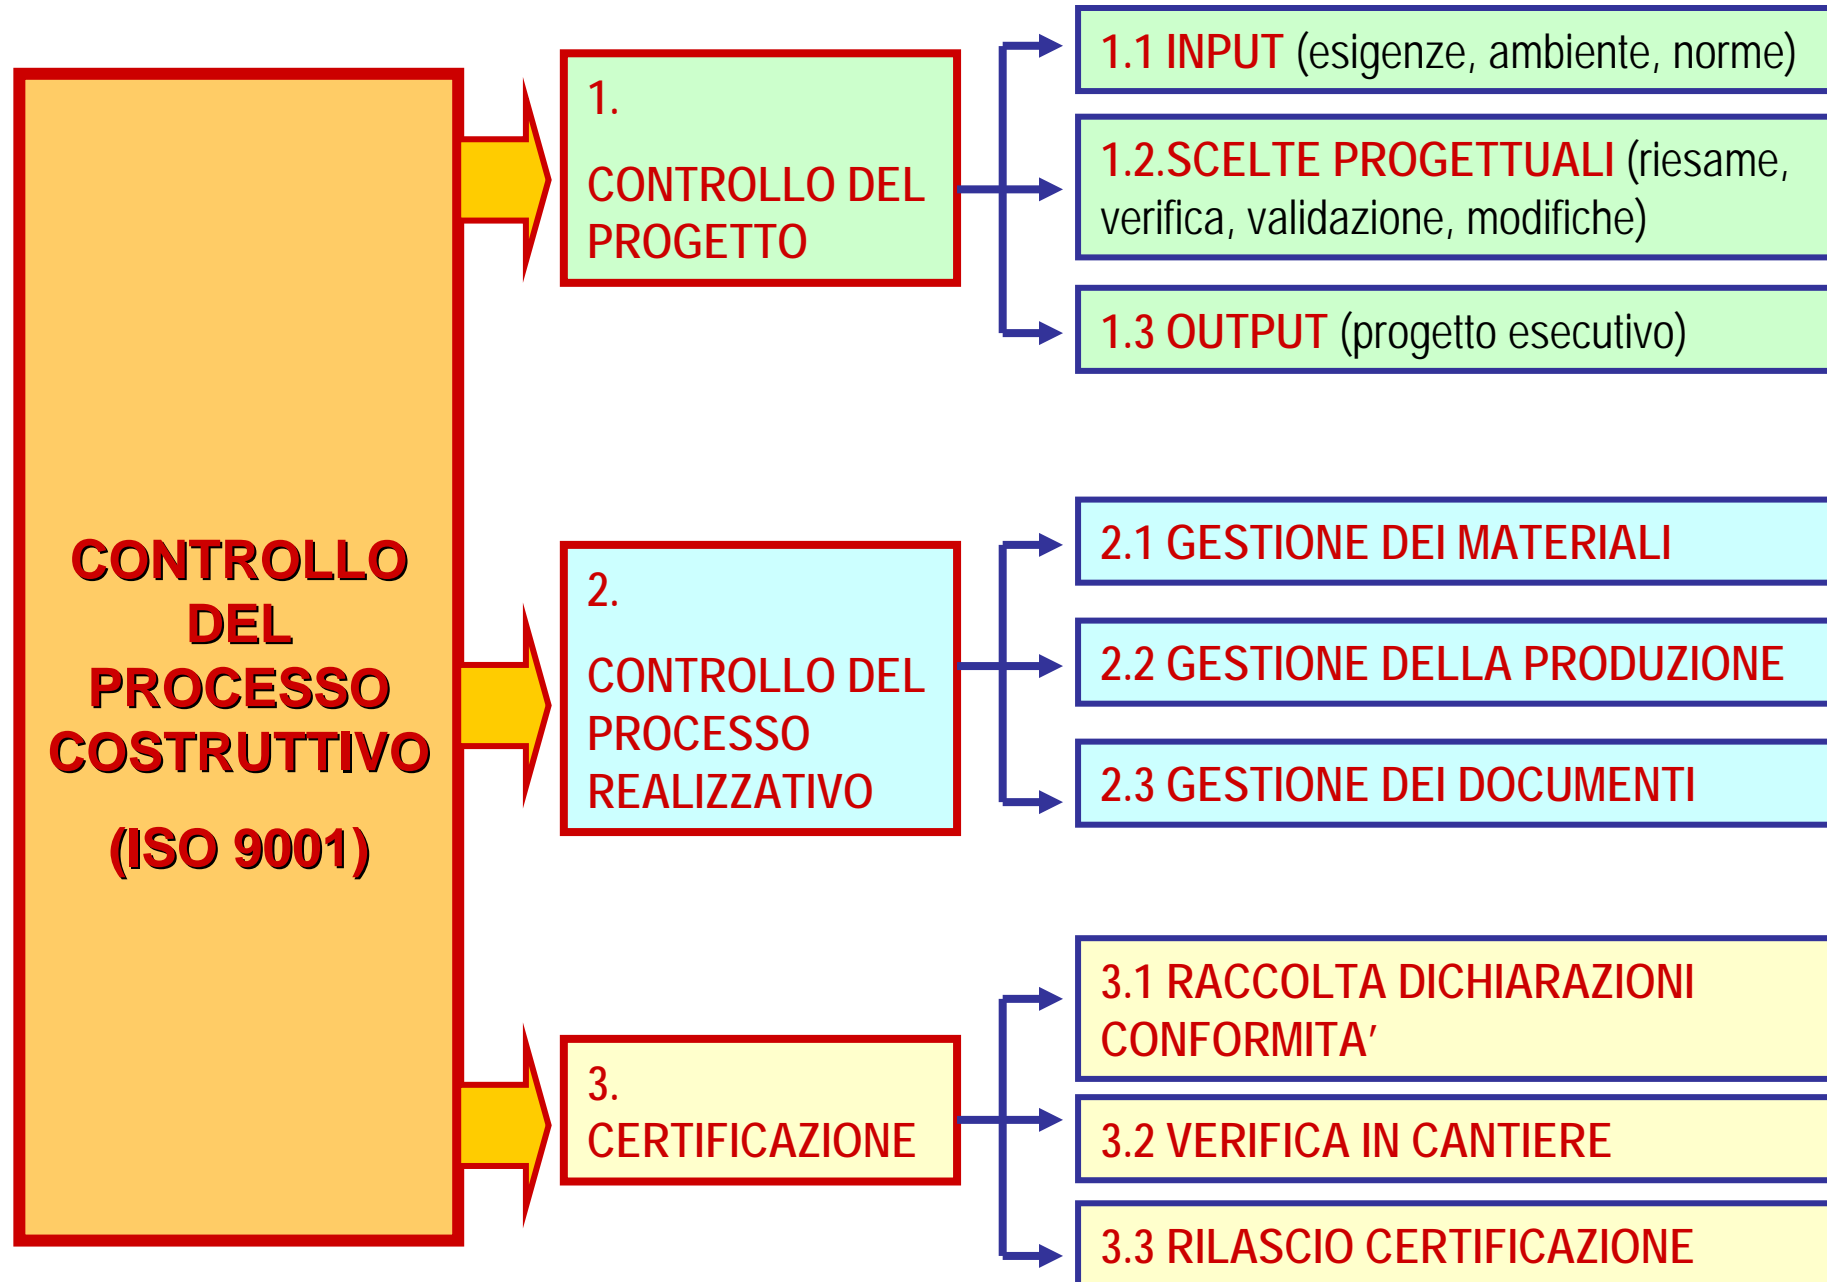 CONTROLLO
DEL
PROCESSO
COSTRUTTIVO
(ISO 9001)
1.
CONTROLLO DEL
PROGETTO
1.1 INPUT (esigenze, ambiente, norme)
1.2.SCELTE PROGETTUALI (riesame,
verifica, validazione, modifiche)
1.3 OUTPUT (progetto esecutivo)
2.
CONTROLLO DEL
PROCESSO
REALIZZATIVO
2.1 GESTIONE DEI MATERIALI
2.2 GESTIONE DELLA PRODUZIONE
2.3 GESTIONE DEI DOCUMENTI
3.
CERTIFICAZIONE
3.1 RACCOLTA DICHIARAZIONI
CONFORMITA’
3.2 VERIFICA IN CANTIERE
3.3 RILASCIO CERTIFICAZIONE